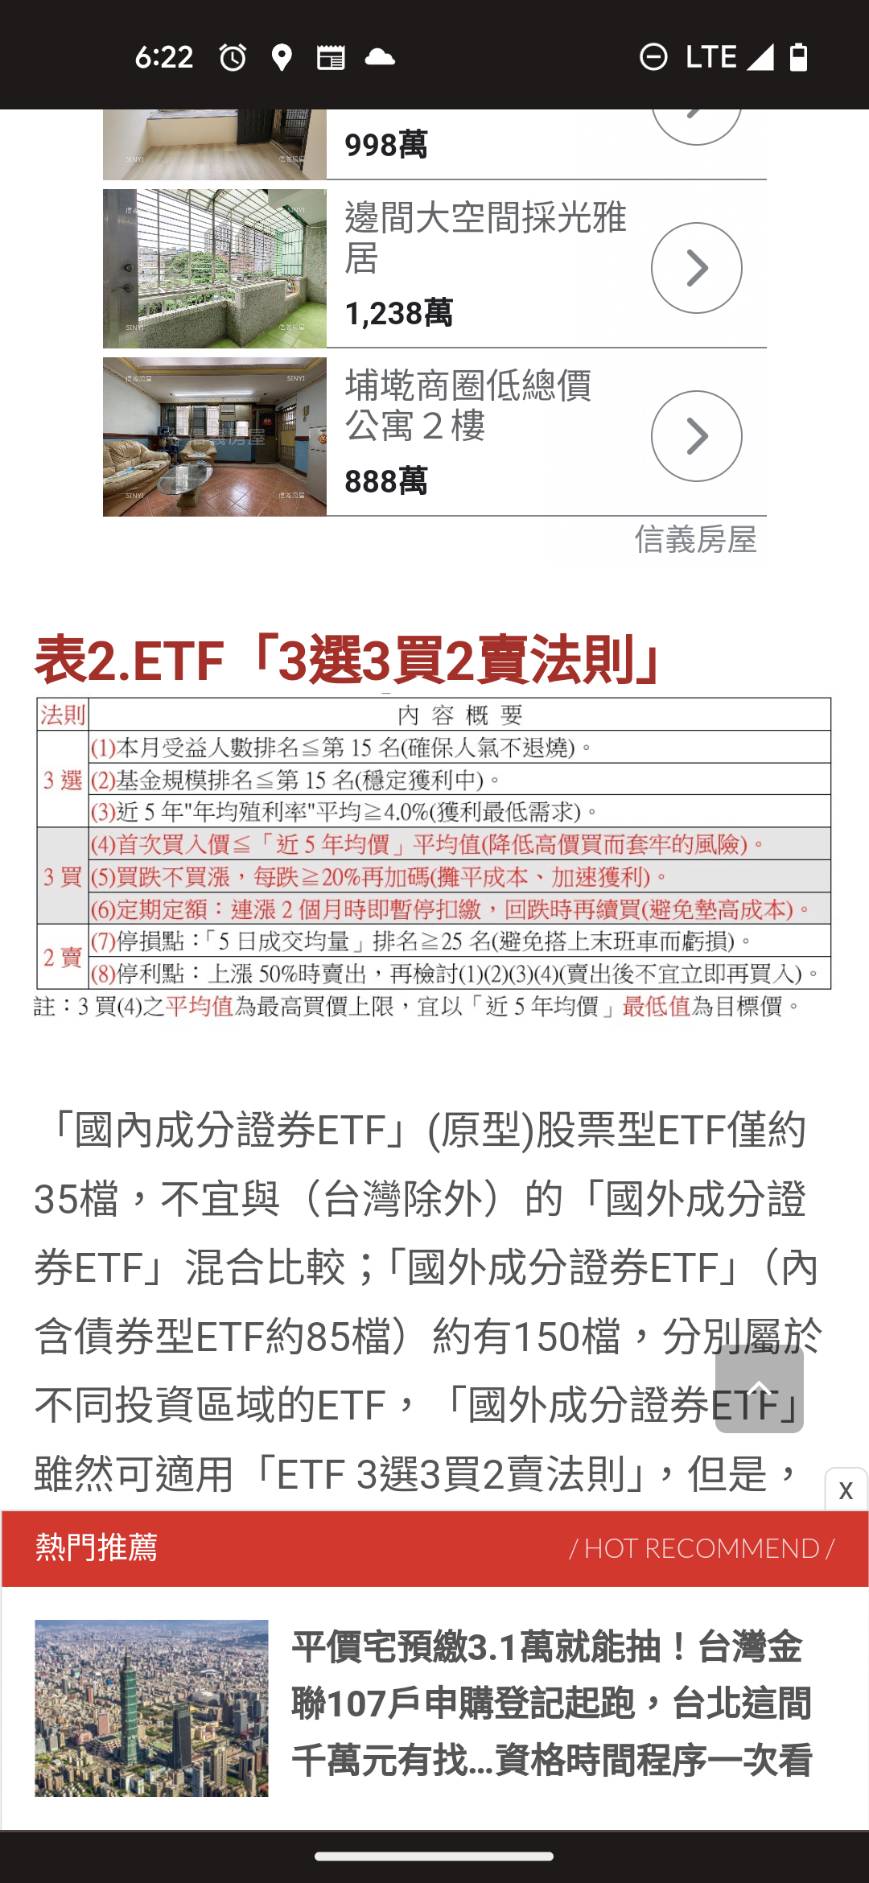 6:22
LTE
998萬
邊間大空間採光雅
居
1,238萬
埔墘商圈低總價
公寓２樓
888萬
信義房屋
表2.ETF「3選3買2賣法則」
法則 內 容 概 要
3 選
(1)本月受益人數排名≦第 15 名(確保人氣不退燒)。
(2)基金規模排名≦第 15 名(穩定獲利中)。
(3)近 5 年"年均殖利率"平均≧4.0%(獲利最低需求)。
3 買
(4)首次買入價≦「近 5 年均價」平均值(降低高價買而套牢的風險)。
(5)買跌不買漲，每跌≧20%再加碼(攤平成本、加速獲利)。
(6)定期定額：連漲 2 個月時即暫停扣繳，回跌時再續買(避免墊高成本)。
2 賣
(7)停損點：「5 日成交均量」排名≧25 名(避免搭上末班車而虧損)。
(8)停利點：上漲 50%時賣出，再檢討(1)(2)(3)(4)(賣出後不宜立即再買入)。
註：3 買(4)之平均值為最高買價上限，宜以「近 5 年均價」最低值為目標價。
「國內成分證券ETF」(原型)股票型ETF僅約
35檔，不宜與（台灣除外）的「國外成分證
券ETF」混合比較；「國外成分證券ETF」（內
含債券型ETF約85檔）約有150檔，分別屬於
不同投資區域的ETF，「國外成分證券ETF」
雖然可適用「ETF 3選3買2賣法則」，但是，
X
熱門推薦
/ HOT RECOMMEND /
平價宅預繳3.1萬就能抽！台灣金
聯107戶申購登記起跑，台北這間
千萬元有找...資格時間程序一次看